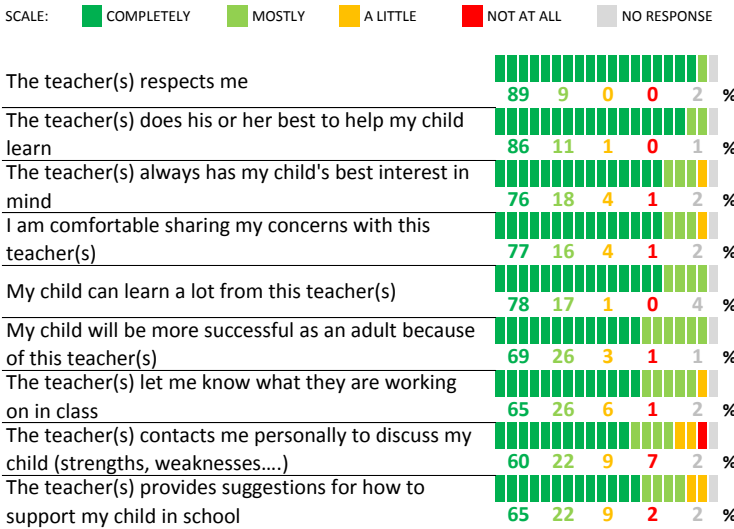 SCALE: COMPLETELY MOSTLY A LITTLE NOT AT ALL NO RESPONSE
The teacher(s) respects me
89 9 0 0 2 %
The teacher(s) does his or her best to help my child
learn
86 11 1 0 1 %
The teacher(s) always has my child's best interest in
mind
76 18 4 1 2 %
I am comfortable sharing my concerns with this
teacher(s)
77 16 4 1 2 %
My child can learn a lot from this teacher(s)
78 17 1 0 4 %
My child will be more successful as an adult because
of this teacher(s)
69 26 3 1 1 %
The teacher(s) let me know what they are working
on in class
65 26 6 1 2 %
The teacher(s) contacts me personally to discuss my
child (strengths, weaknesses....)
60 22 9 7 2 %
The teacher(s) provides suggestions for how to
support my child in school
65 22 9 2 2 %